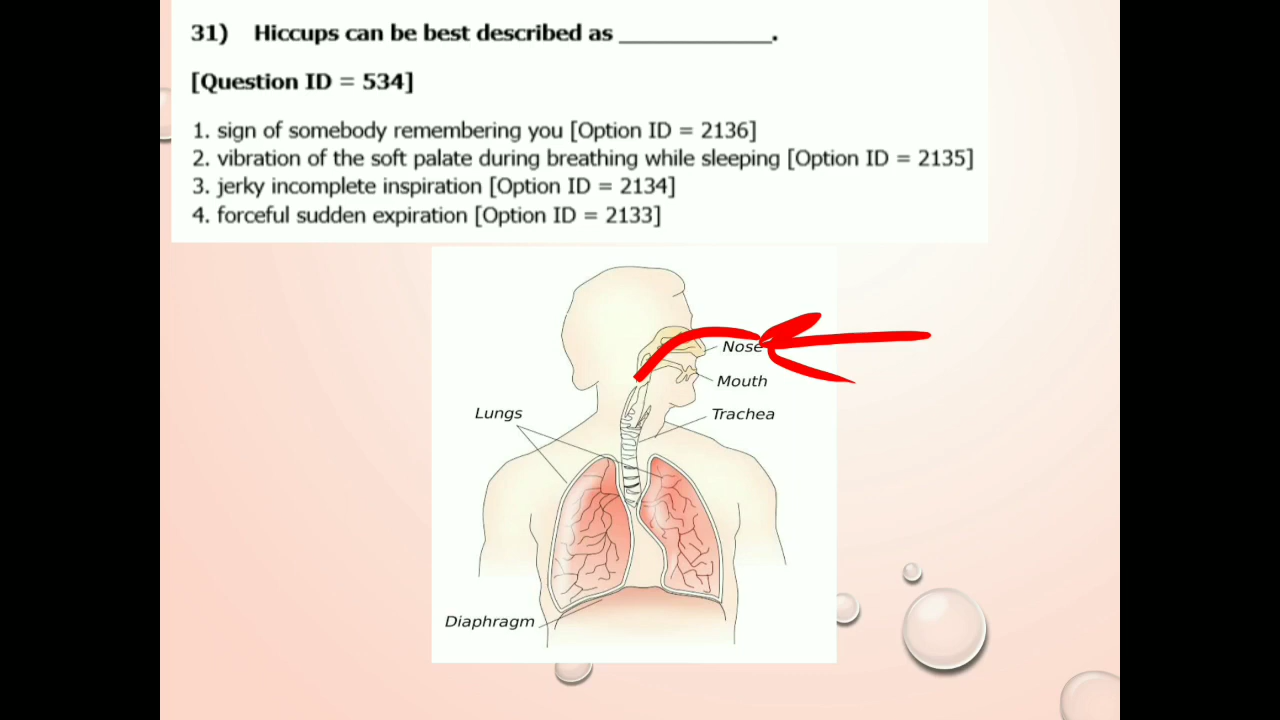 31) Hiccups can be best described as ____________.
[Question ID = 534]
1. sign of somebody remembering you [Option ID = 2136]
2. vibration of the soft palate during breathing while sleeping [Option ID = 2135]
3. jerky incomplete inspiration [Option ID = 2134]
4. forceful sudden expiration [Option ID = 2133]
Nose
Mouth
Lungs
Trachea
Diaphragm